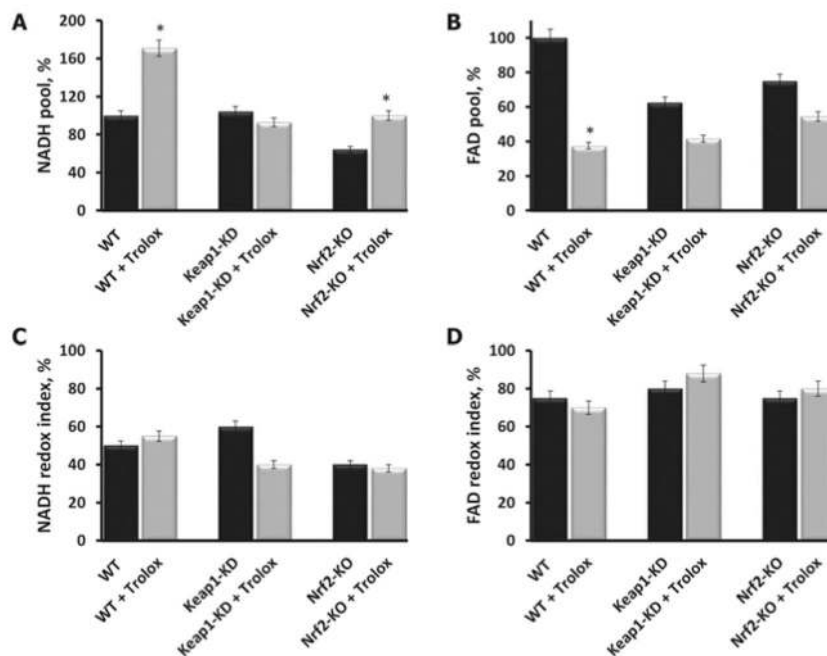 A
NADH pool, %
200
160
120
80
40
0
*
*
WT
WT + Trolox
Keap1-KD
Keap1-KD + Trolox
Nrf2-KO
Nrf2-KO + Trolox
B
FAD pool, %
100
80
60
40
20
0
*
WT
WT + Trolox
Keap1-KD
Keap1-KD + Trolox
Nrf2-KO
Nrf2-KO + Trolox
C
NADH redox index, %
100
80
60
40
20
0
WT
WT + Trolox
Keap1-KD
Keap1-KD + Trolox
Nrf2-KO
Nrf2-KO + Trolox
D
FAD redox index, %
100
80
60
40
20
0
WT
WT + Trolox
Keap1-KD
Keap1-KD + Trolox
Nrf2-KO
Nrf2-KO + Trolox